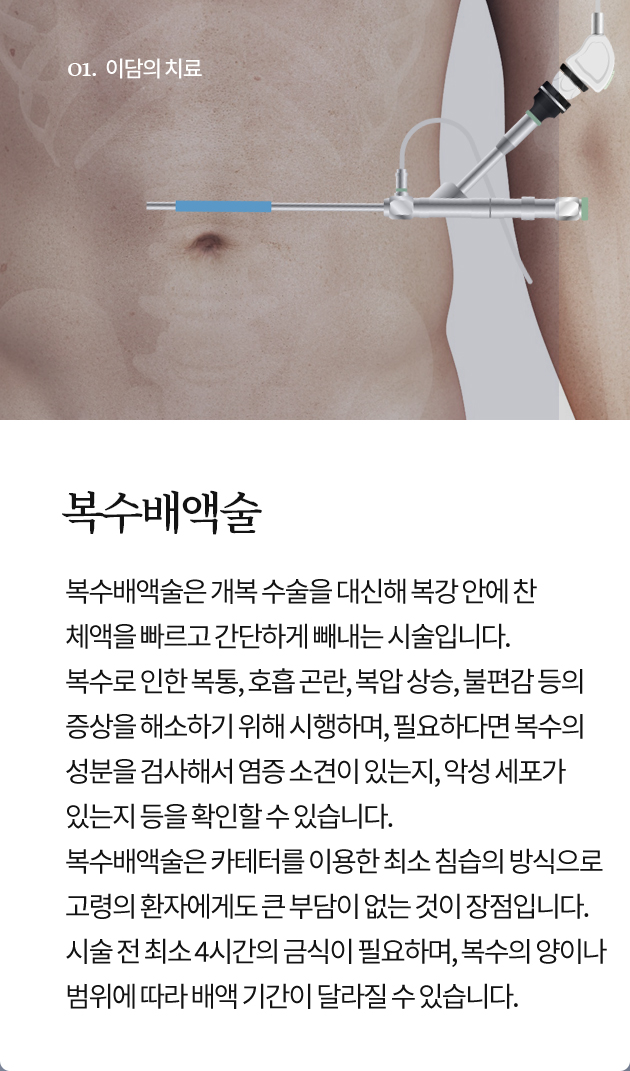 01. 이담의 치료
복수배액술
복수배액술은 개복 수술을 대신해 복강 안에 찬
체액을 빠르고 간단하게 빼내는 시술입니다.
복수로 인한 복통, 호흡 곤란, 복압 상승, 불편감 등의
증상을 해소하기 위해 시행하며, 필요하다면 복수의
성분을 검사해서 염증 소견이 있는지, 악성 세포가
있는지 등을 확인할 수 있습니다.
복수배액술은 카테터를 이용한 최소 침습의 방식으로
고령의 환자에게도 큰 부담이 없는 것이 장점입니다.
시술 전 최소 4시간의 금식이 필요하며, 복수의 양이나
범위에 따라 배액 기간이 달라질 수 있습니다.